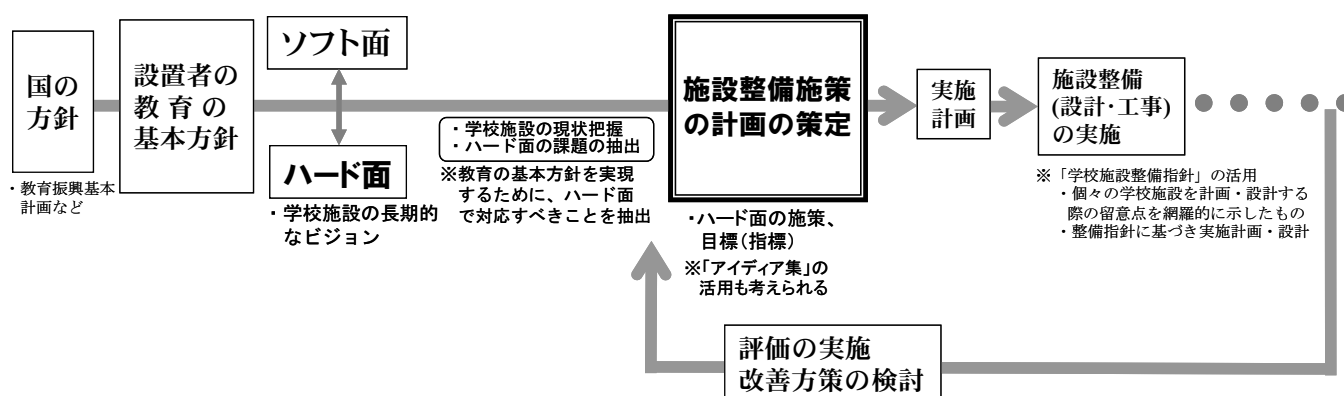 国の
方針
・教育振興基本
計画など
設置者の
教育の
基本方針
ソフト面
ハード面
・学校施設の長期的
なビジョン
・学校施設の現状把握
・ハード面の課題の抽出
※教育の基本方針を実現
するために、ハード面
で対応すべきことを抽出
施設整備施策
の計画の策定
・ハード面の施策、
目標(指標)
※「アイディア集」の
活用も考えられる
実施
計画
施設整備
(設計・工事)
の実施
※「学校施設整備指針」の活用
・個々の学校施設を計画・設計する
際の留意点を網羅的に示したもの
・整備指針に基づき実施計画・設計
評価の実施
改善方策の検討